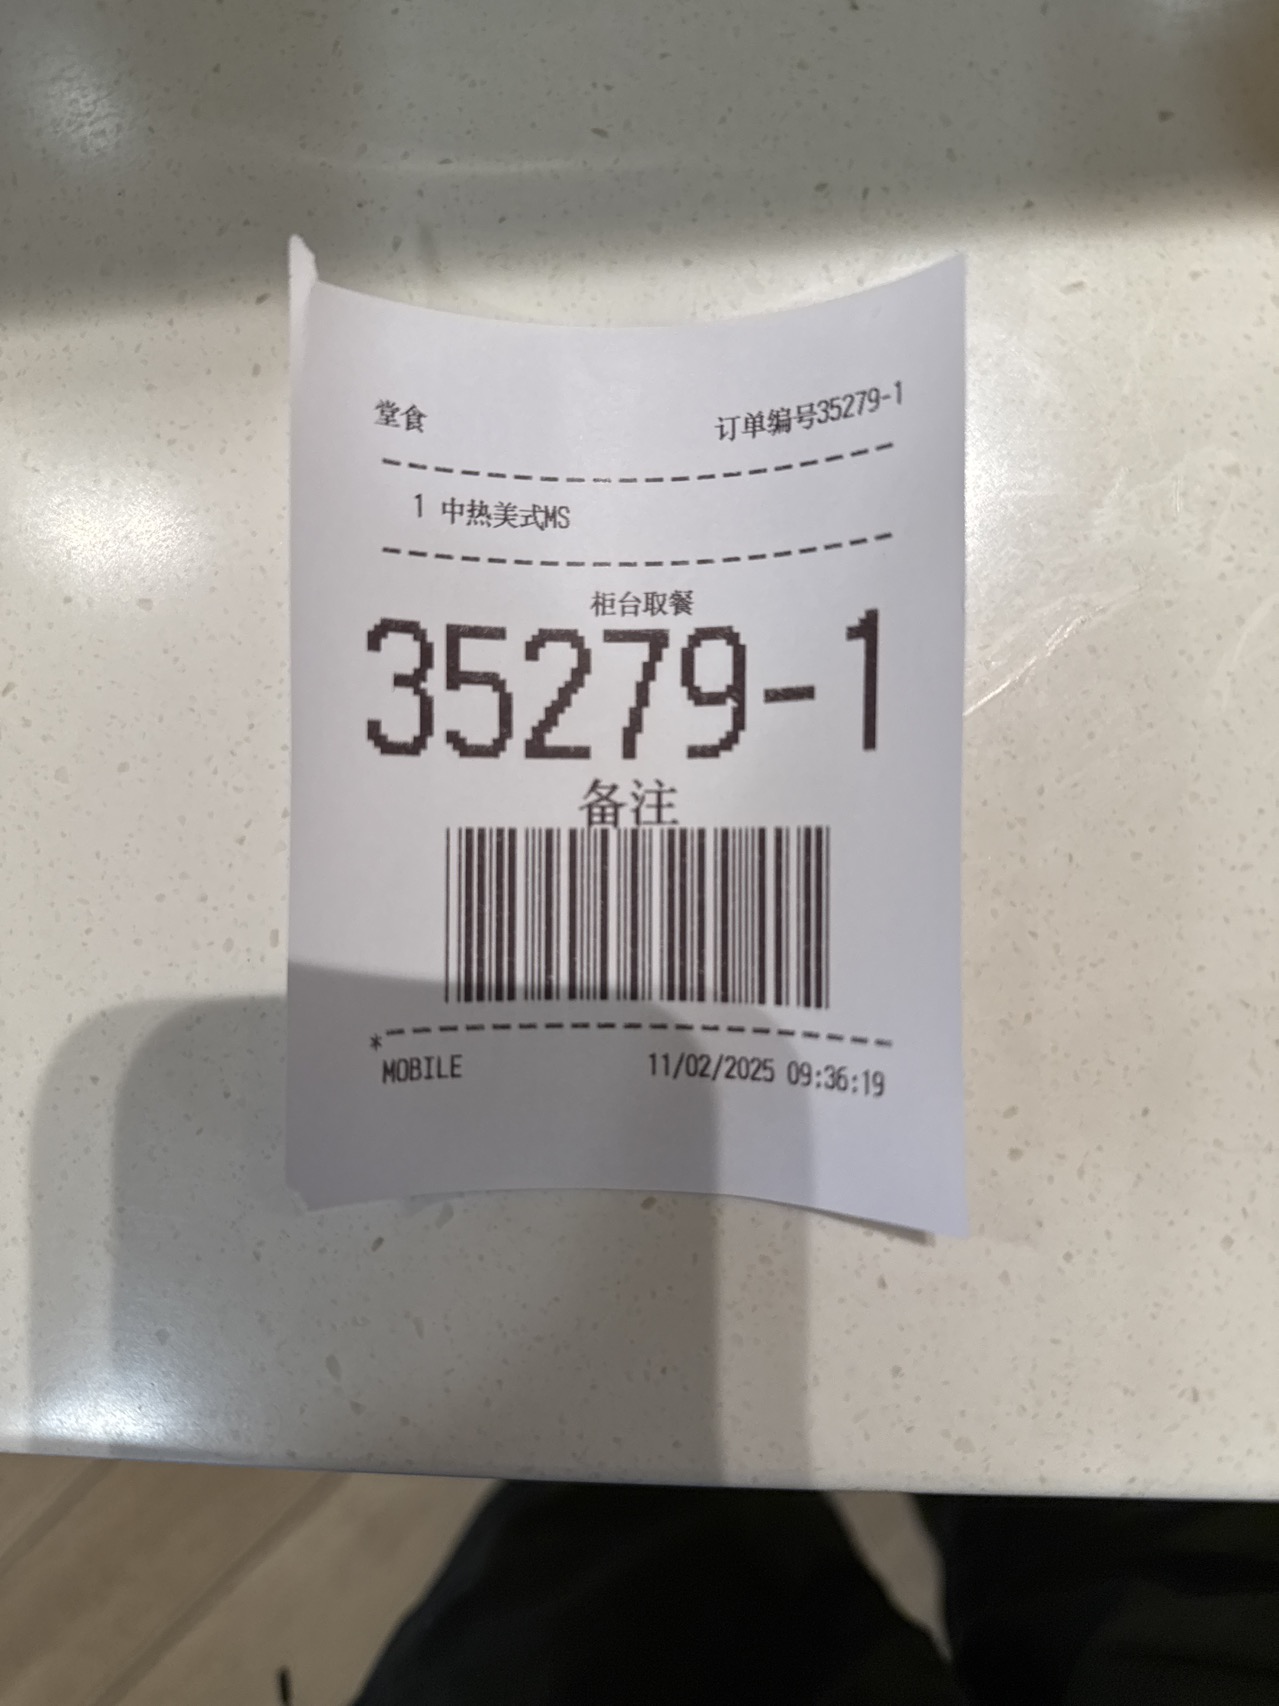 堂食 订单编号35279-1
1 中热美式MS
柜台取餐
35279-1
备注
*
MOBILE 11/02/2025 09:36:19